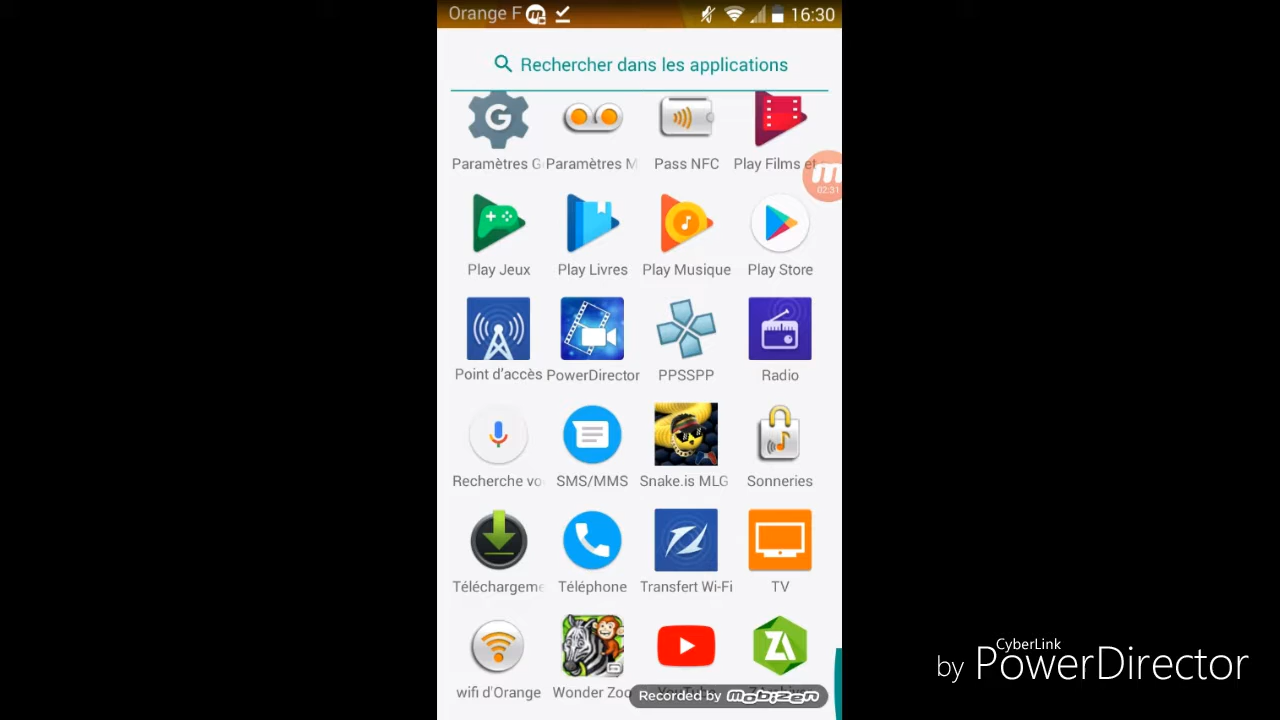 Orange F 16:30
Rechercher dans les applications
Paramètres G Paramètres M Pass NFC Play Films et
02:31
Play Jeux Play Livres Play Musique Play Store
Point d'accès PowerDirector PPSSPP Radio
Recherche vo SMS/MMS Snake.is MLG Sonneries
Téléchargeme Téléphone Transfert Wi-Fi TV
wifi d'Orange Wonder Zoo
Recorded by mobizen
CyberLink
by PowerDirector